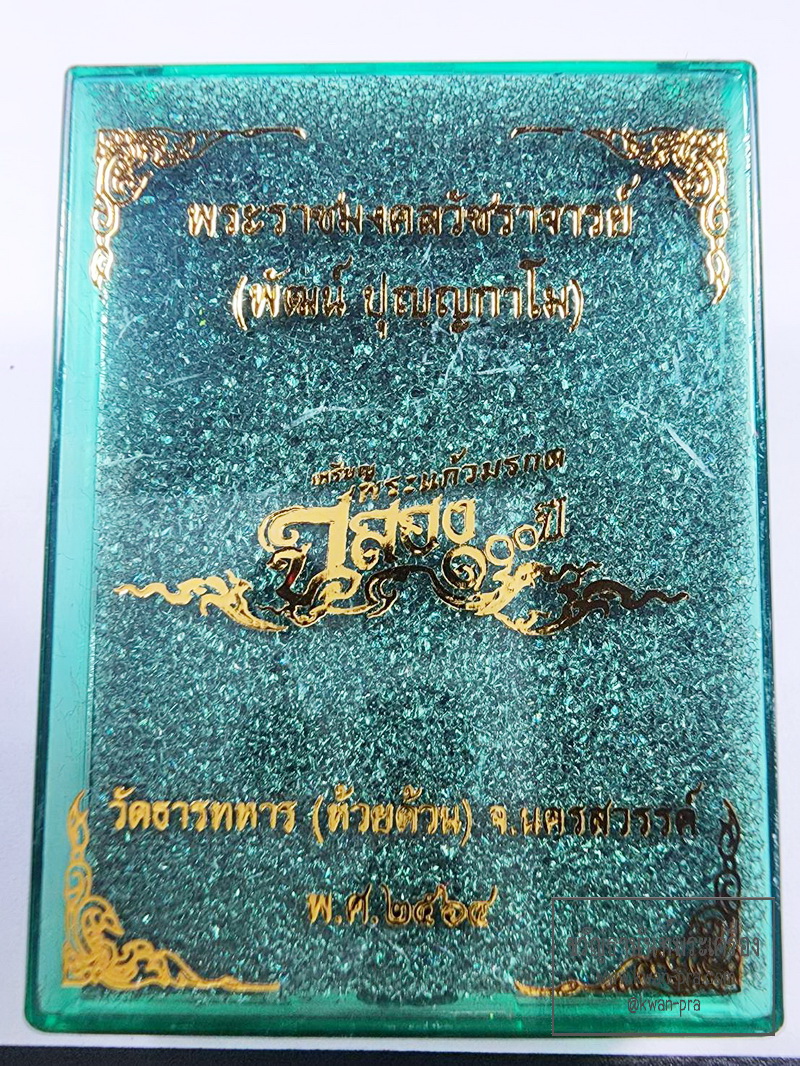 พระราชมงคลวัชราจารย์
(พัฒน์ ปุญญกาโม)
เหรียญ
พระแก้วมรกต
ฉลอง ๑๐๐ ปี
วัดธารทหาร (ห้วยด้วน) จ.นครสวรรค์
พ.ศ.๒๕๖๔
@kwan-pra